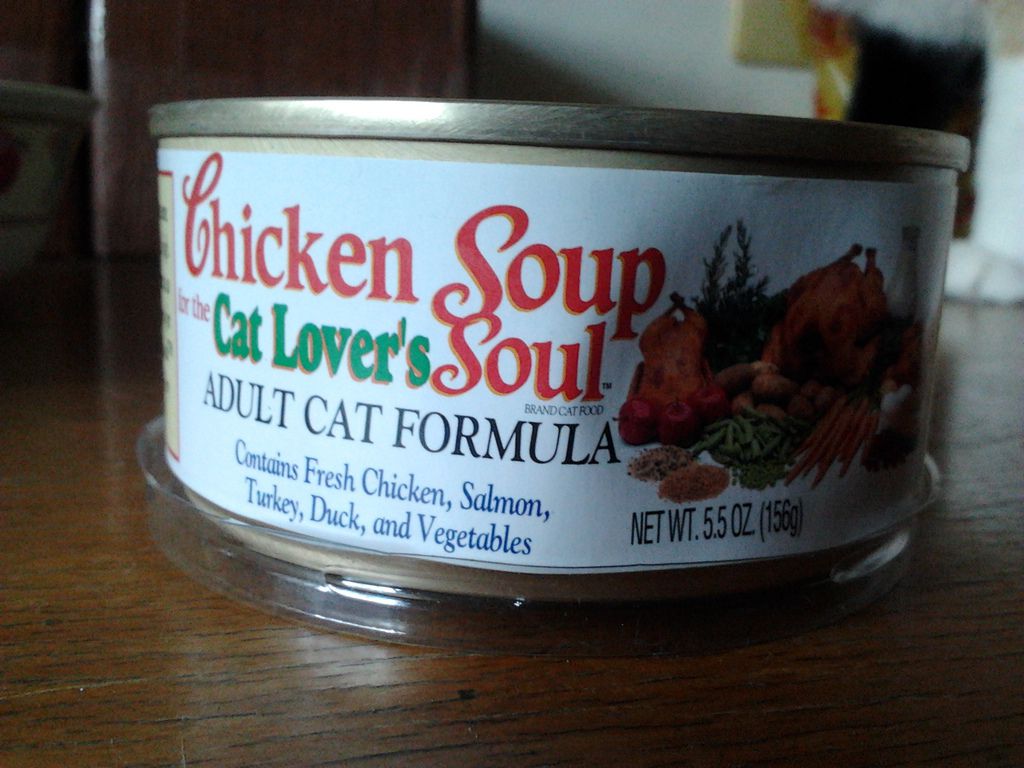 Chicken Soup
for the Cat Lover's Soul™
BRAND CAT FOOD
ADULT CAT FORMULA
Contains Fresh Chicken, Salmon,
Turkey, Duck, and Vegetables
NET WT. 5.5 OZ. (156g)